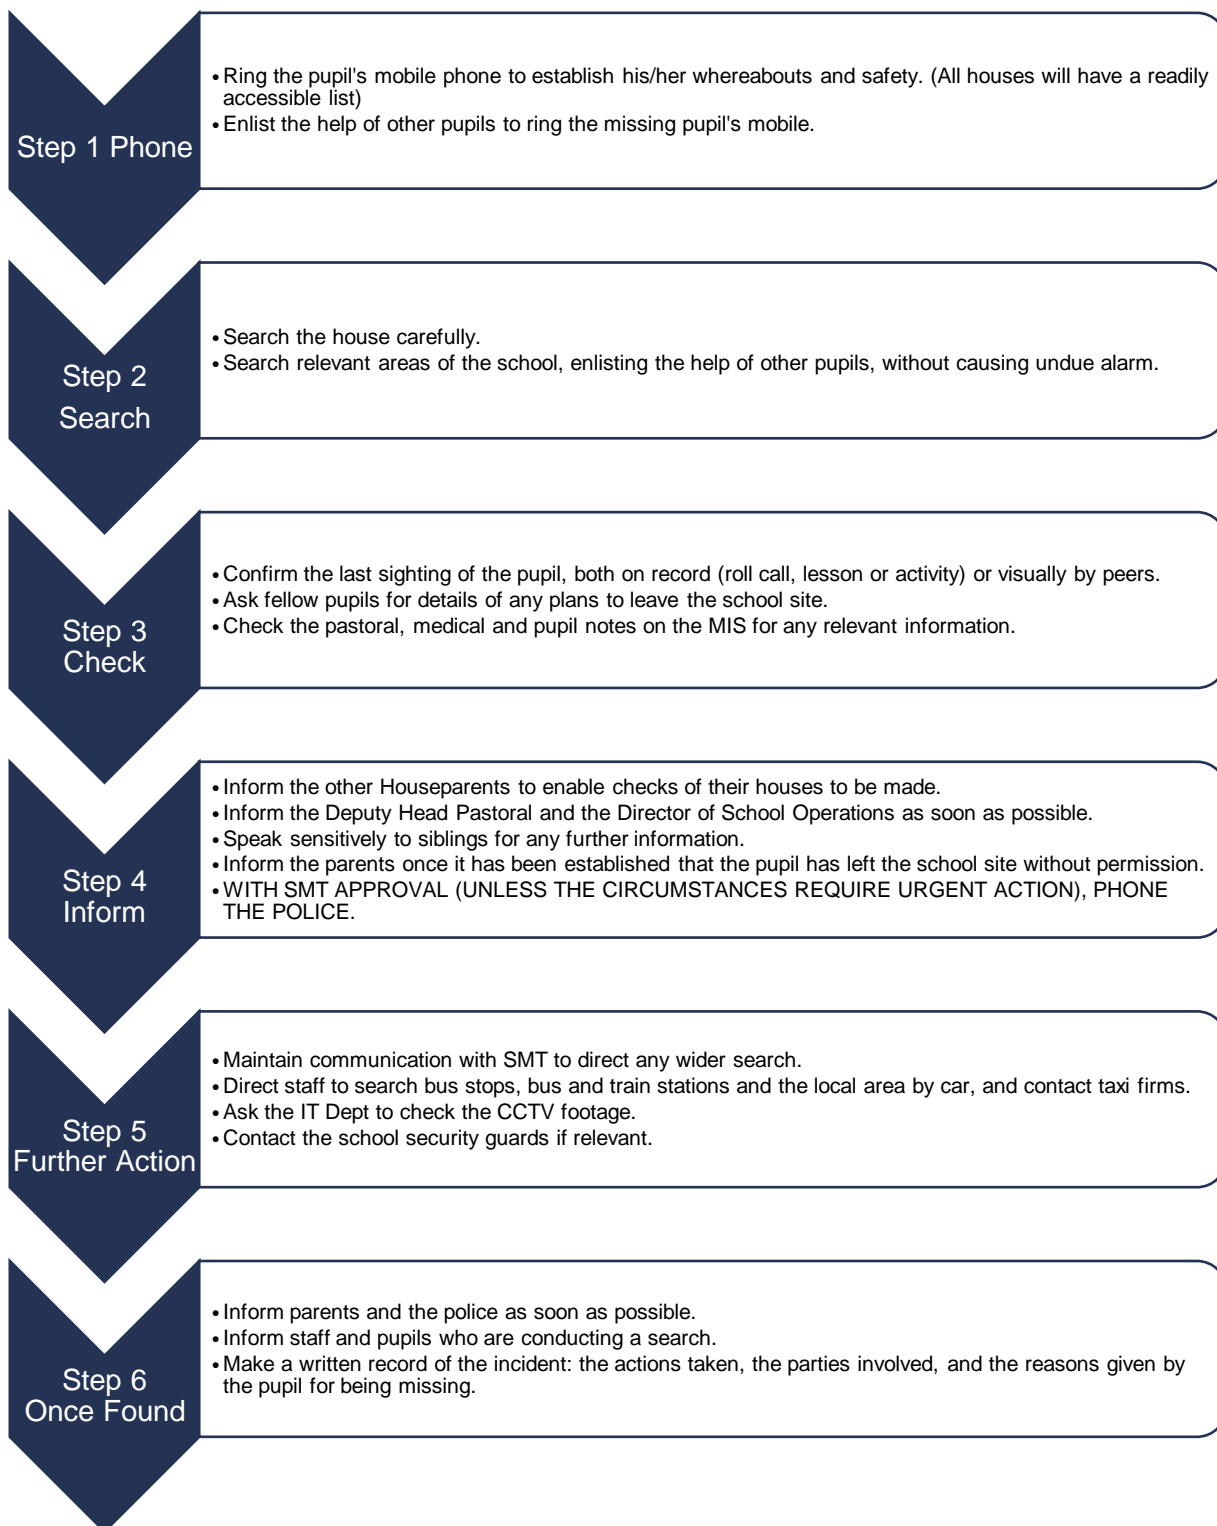 Step 1 Phone
•Ring the pupil's mobile phone to establish his/her whereabouts and safety. (All houses will have a readily
accessible list)
•Enlist the help of other pupils to ring the missing pupil's mobile.
Step 2
Search
•Search the house carefully.
•Search relevant areas of the school, enlisting the help of other pupils, without causing undue alarm.
Step 3
Check
•Confirm the last sighting of the pupil, both on record (roll call, lesson or activity) or visually by peers.
•Ask fellow pupils for details of any plans to leave the school site.
•Check the pastoral, medical and pupil notes on the MIS for any relevant information.
Step 4
Inform
•Inform the other Houseparents to enable checks of their houses to be made.
•Inform the Deputy Head Pastoral and the Director of School Operations as soon as possible.
•Speak sensitively to siblings for any further information.
•Inform the parents once it has been established that the pupil has left the school site without permission.
•WITH SMT APPROVAL (UNLESS THE CIRCUMSTANCES REQUIRE URGENT ACTION), PHONE
THE POLICE.
Step 5
Further Action
•Maintain communication with SMT to direct any wider search.
•Direct staff to search bus stops, bus and train stations and the local area by car, and contact taxi firms.
•Ask the IT Dept to check the CCTV footage.
•Contact the school security guards if relevant.
Step 6
Once Found
•Inform parents and the police as soon as possible.
•Inform staff and pupils who are conducting a search.
•Make a written record of the incident: the actions taken, the parties involved, and the reasons given by
the pupil for being missing.